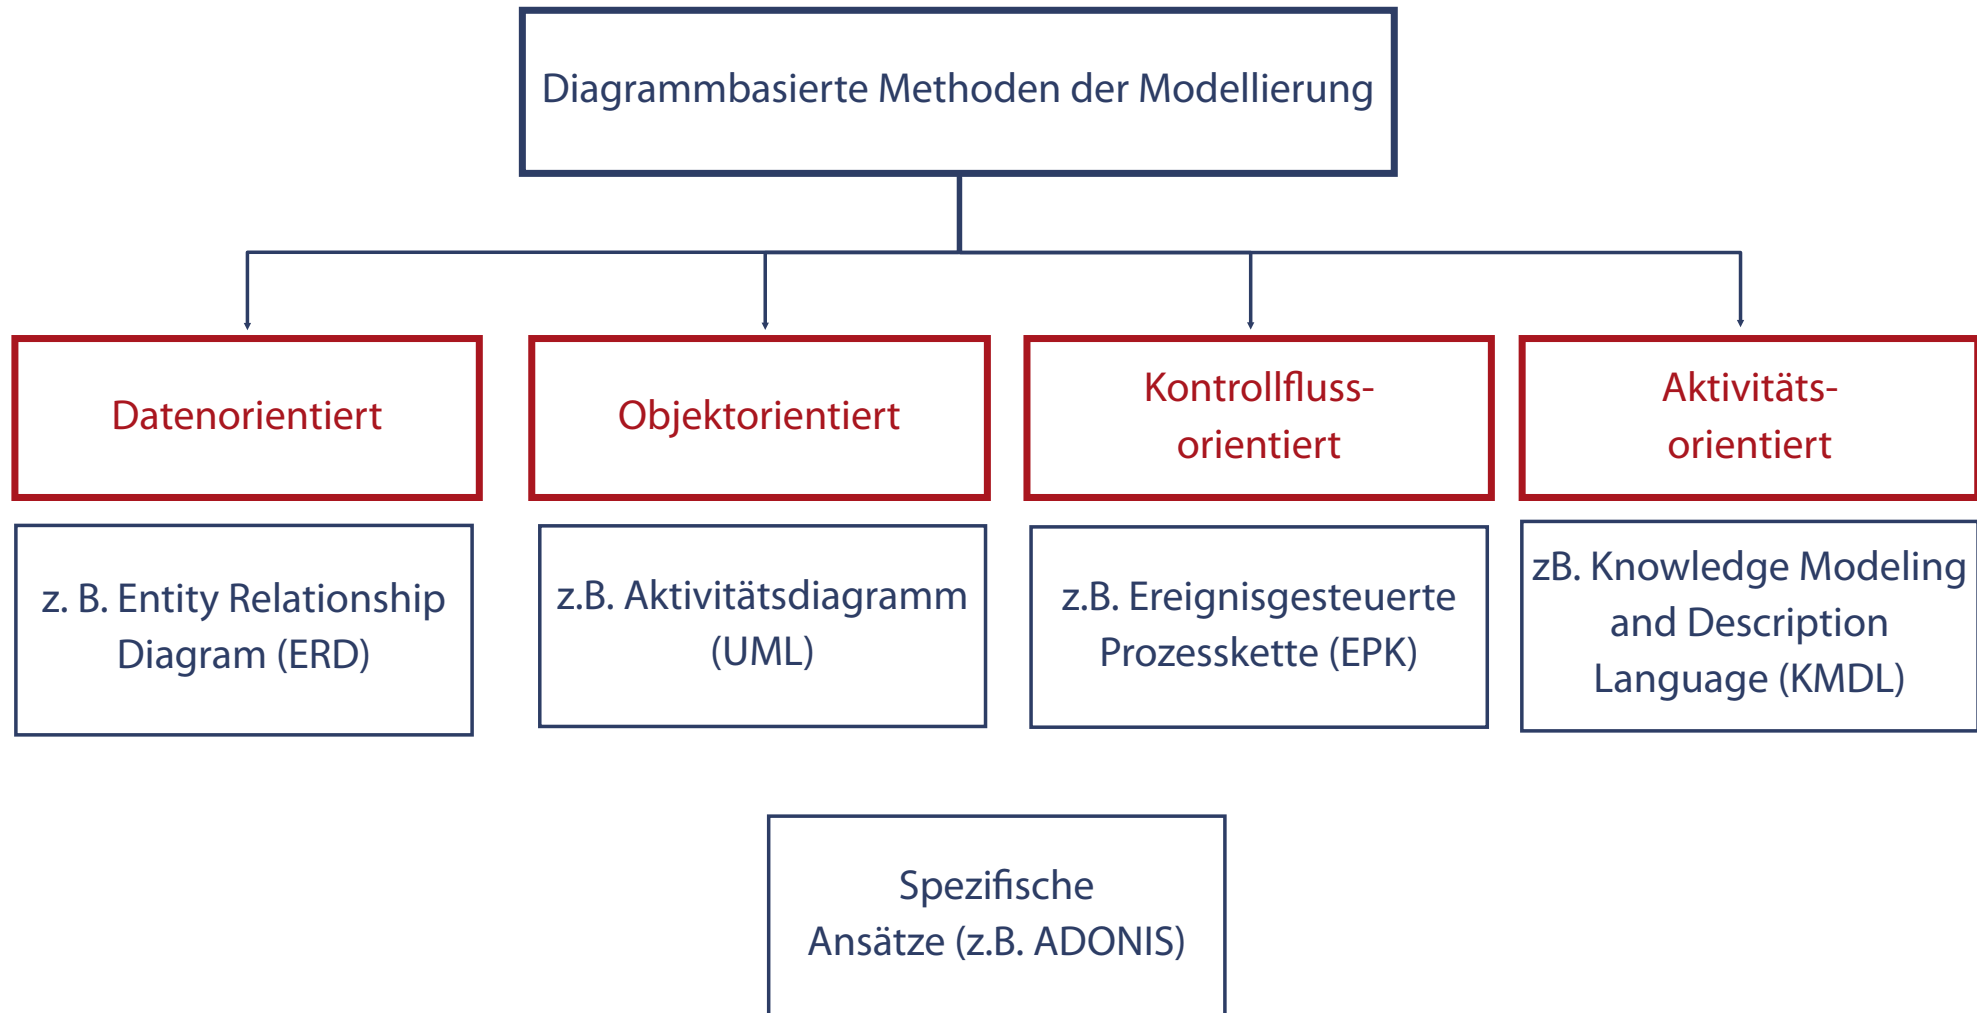 Diagrammbasierte Methoden der Modellierung
Datenorientiert
Objektorientiert
Kontrollfluss-
orientiert
Aktivitäts-
orientiert
z. B. Entity Relationship
Diagram (ERD)
z.B. Aktivitätsdiagramm
(UML)
z.B. Ereignisgesteuerte
Prozesskette (EPK)
zB. Knowledge Modeling
and Description
Language (KMDL)
Spezifische
Ansätze (z.B. ADONIS)